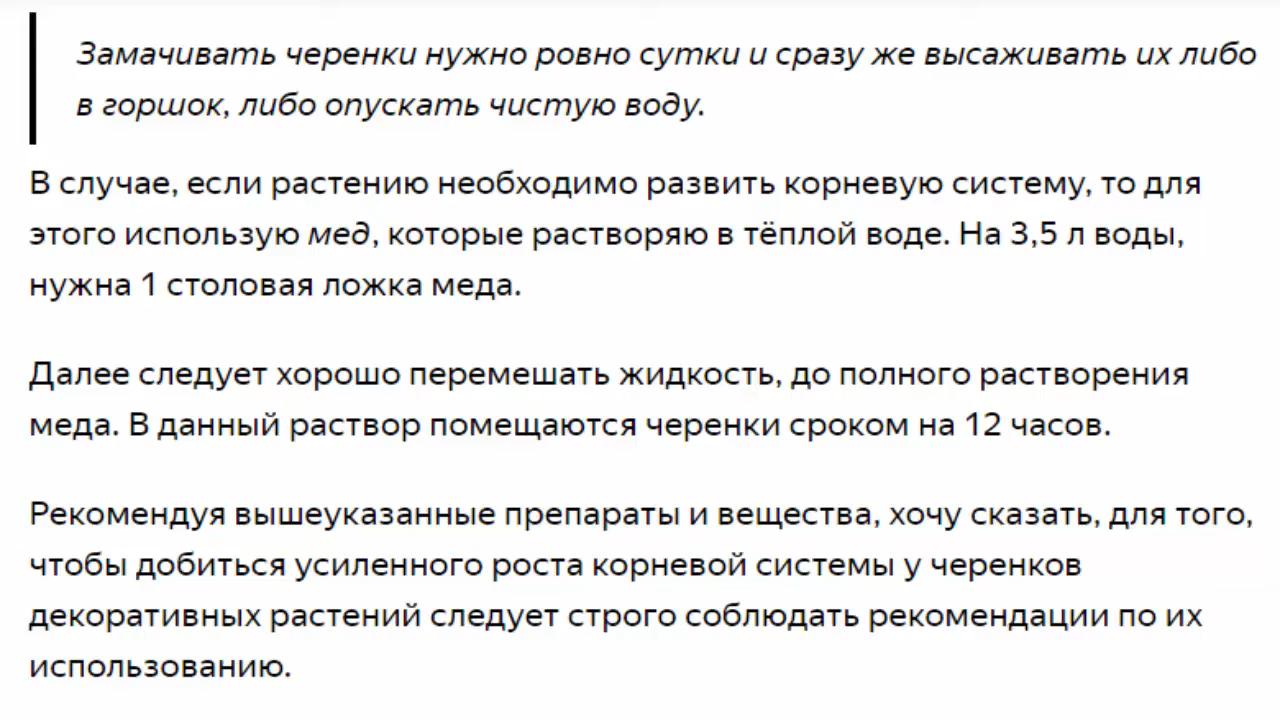 Замачивать черенки нужно ровно сутки и сразу же высаживать их либо
в горшок, либо опускать чистую воду.
В случае, если растению необходимо развить корневую систему, то для
этого использую мед, которые растворяю в тёплой воде. На 3,5 л воды,
нужна 1 столовая ложка меда.
Далее следует хорошо перемешать жидкость, до полного растворения
меда. В данный раствор помещаются черенки сроком на 12 часов.
Рекомендуя вышеуказанные препараты и вещества, хочу сказать, для того,
чтобы добиться усиленного роста корневой системы у черенков
декоративных растений следует строго соблюдать рекомендации по их
использованию.